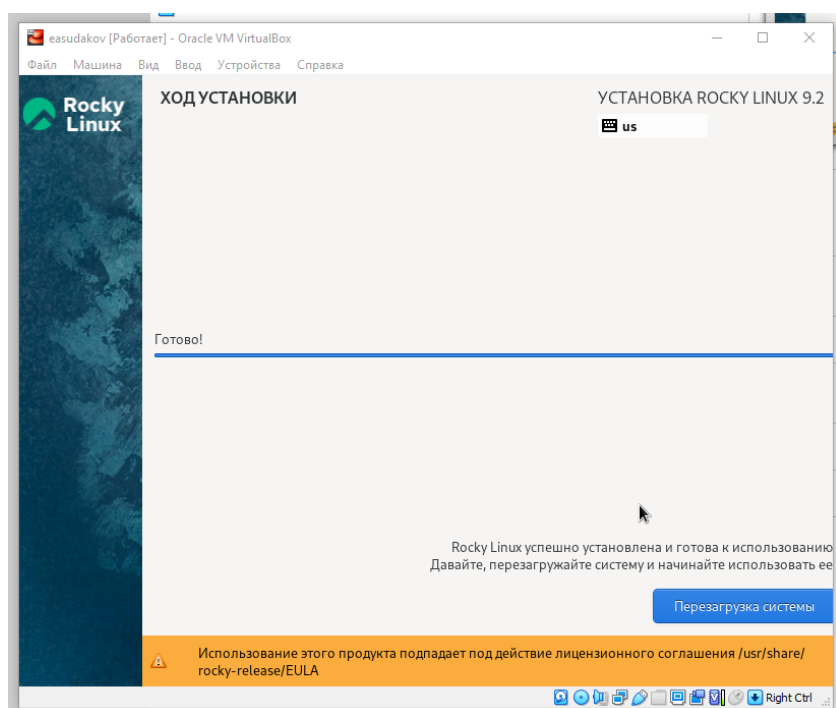 easudakov [Работает] - Oracle VM VirtualBox
Файл Машина Вид Ввод Устройства Справка
Rocky
Linux
ХОД УСТАНОВКИ
УСТАНОВКА ROCKY LINUX 9.2
us
Готово!
Rocky Linux успешно установлена и готова к использованию
Давайте, перезагружайте систему и начинайте использовать ее
Перезагрузка системы
Использование этого продукта подпадает под действие лицензионного соглашения /usr/share/
rocky-release/EULA
Right Ctrl